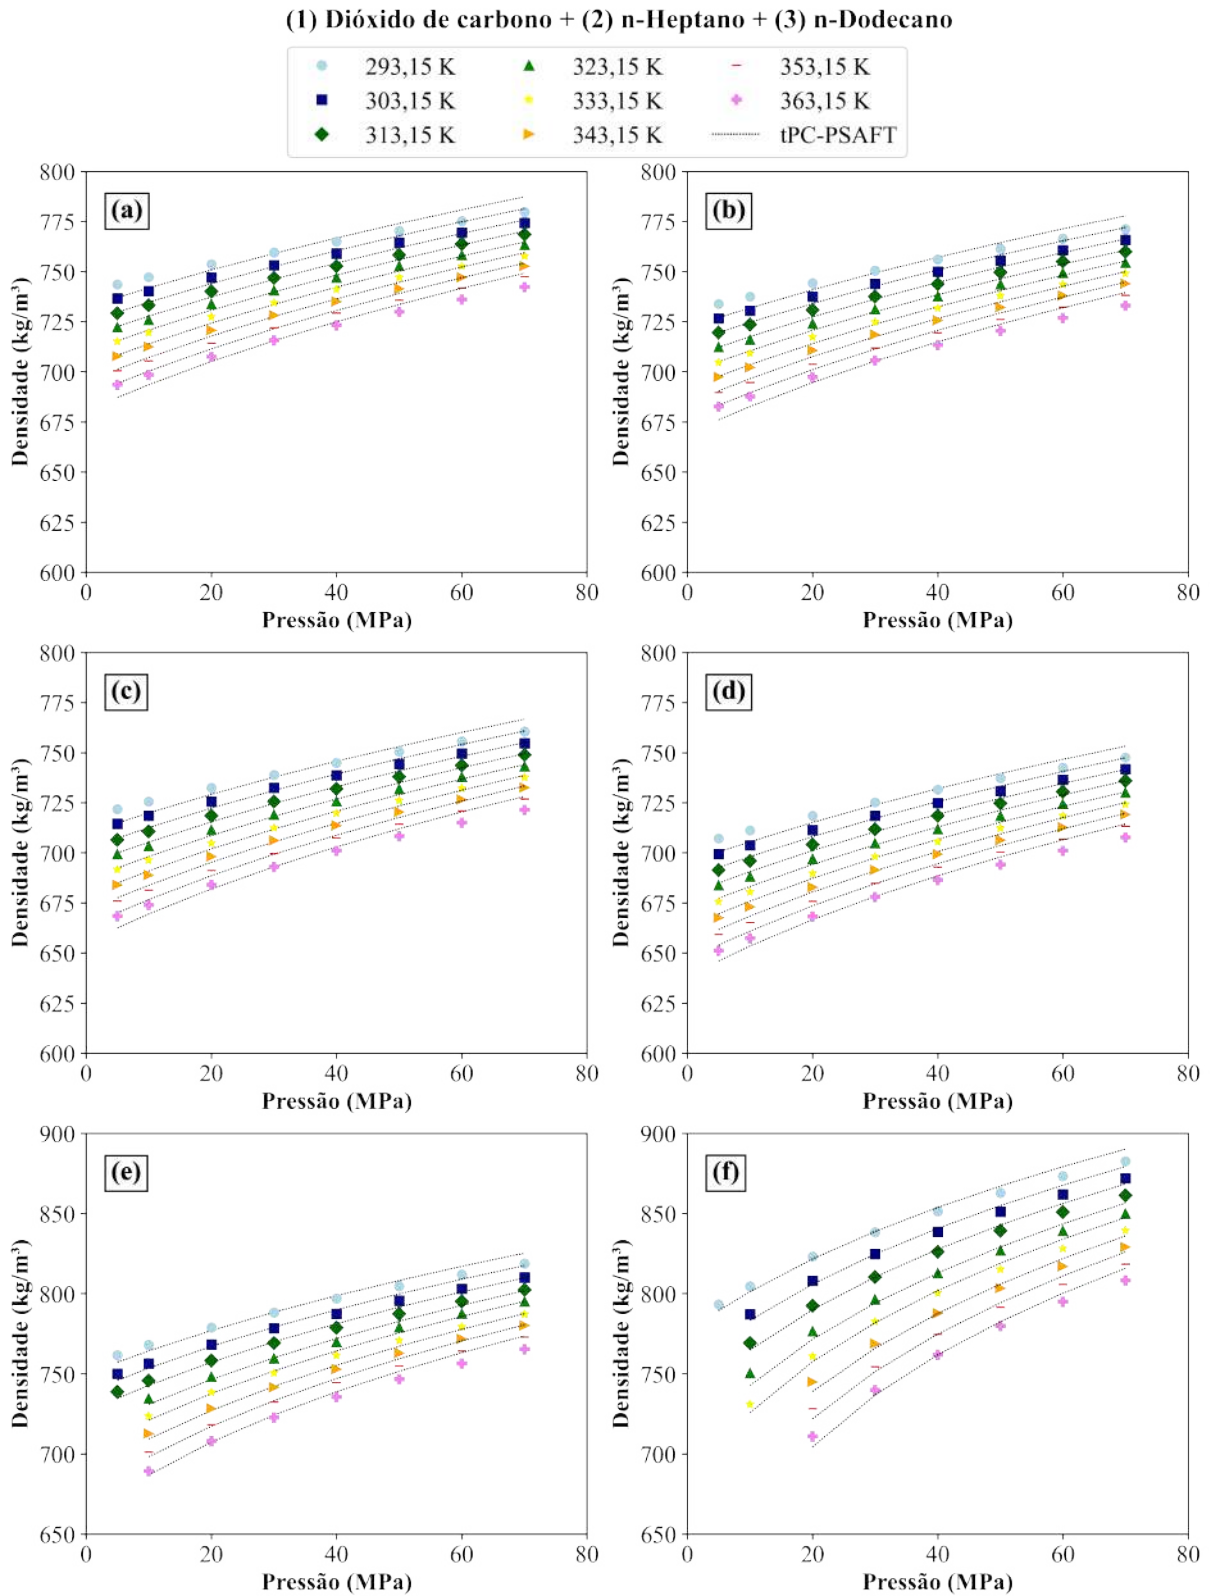 (1) Dióxido de carbono + (2) n-Heptano + (3) n-Dodecano
293,15 K 323,15 K 353,15 K
303,15 K 333,15 K 363,15 K
313,15 K 343,15 K tPC-PSAFT
(a)
800
775
750
725
700
675
650
625
600
0 20 40 60 80
Densidade (kg/m³)
Pressão (MPa)
(b)
800
775
750
725
700
675
650
625
600
0 20 40 60 80
Densidade (kg/m³)
Pressão (MPa)
(c)
800
775
750
725
700
675
650
625
600
0 20 40 60 80
Densidade (kg/m³)
Pressão (MPa)
(d)
800
775
750
725
700
675
650
625
600
0 20 40 60 80
Densidade (kg/m³)
Pressão (MPa)
(e)
900
850
800
750
700
650
0 20 40 60 80
Densidade (kg/m³)
Pressão (MPa)
(f)
900
850
800
750
700
650
0 20 40 60 80
Densidade (kg/m³)
Pressão (MPa)